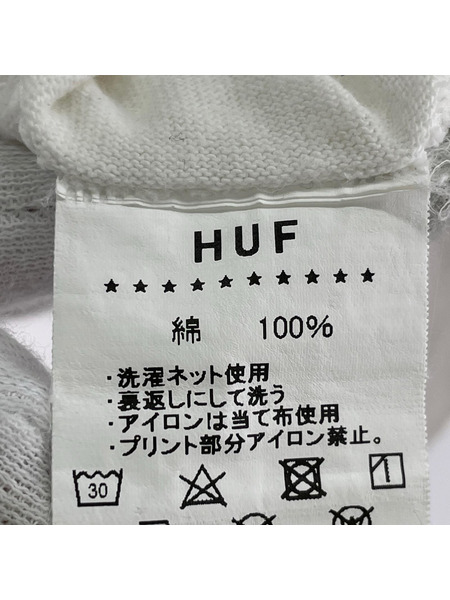 HUF
★★★★★★★★★★
綿 100%
・洗濯ネット使用
・裏返しにして洗う
・アイロンは当て布使用
・プリント部分アイロン禁止。
30